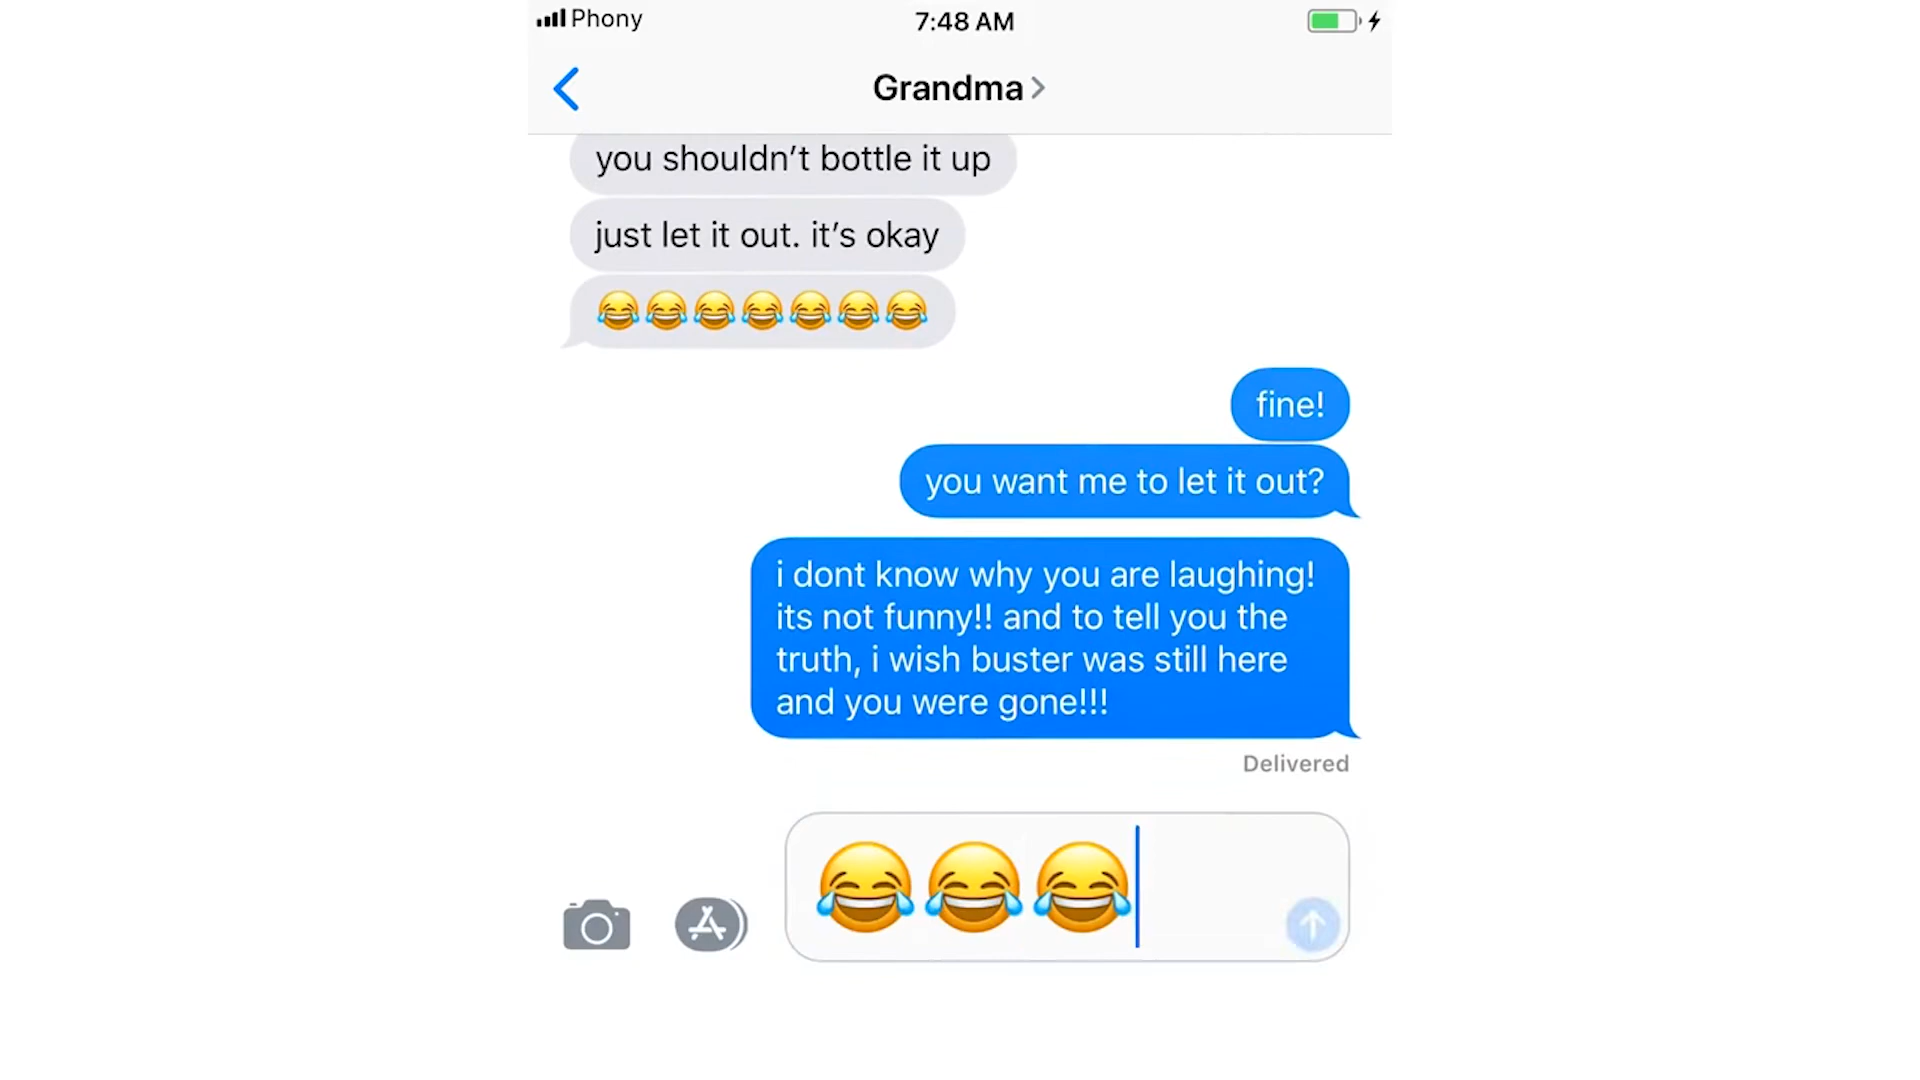 Phony
7:48 AM
Grandma
you shouldn’t bottle it up
just let it out. it’s okay
😂😂😂😂😂😂😂
fine!
you want me to let it out?
i dont know why you are laughing!
its not funny!! and to tell you the
truth, i wish buster was still here
and you were gone!!!
Delivered
😂😂😂